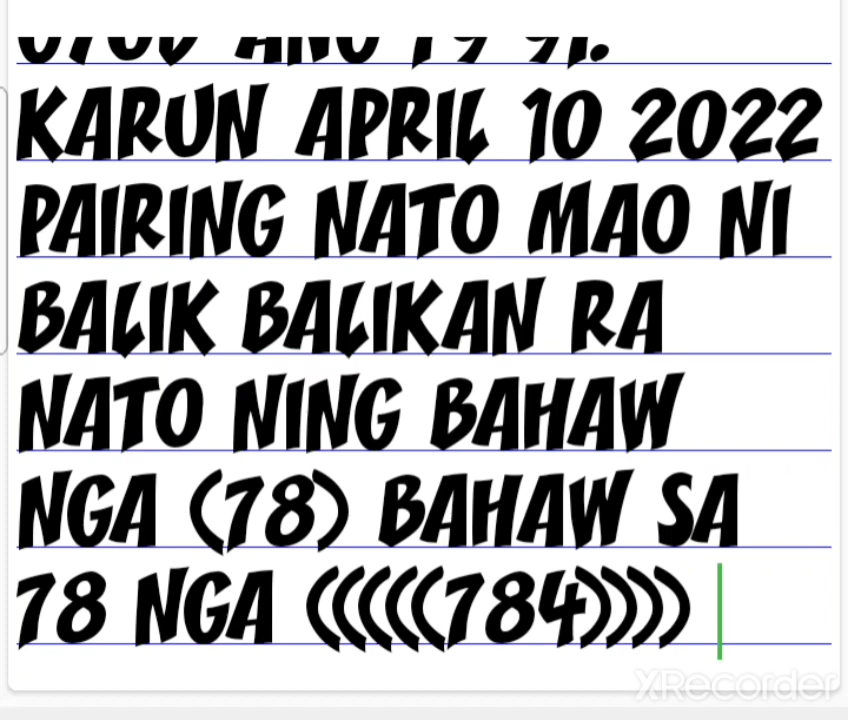 KARUN APRIL 10 2022
PAIRING NATO MAO NI
BALIK BALIKAN RA
NATO NING BAHAW
NGA (78) BAHAW SA
78 NGA (((((784))))
XRecorder